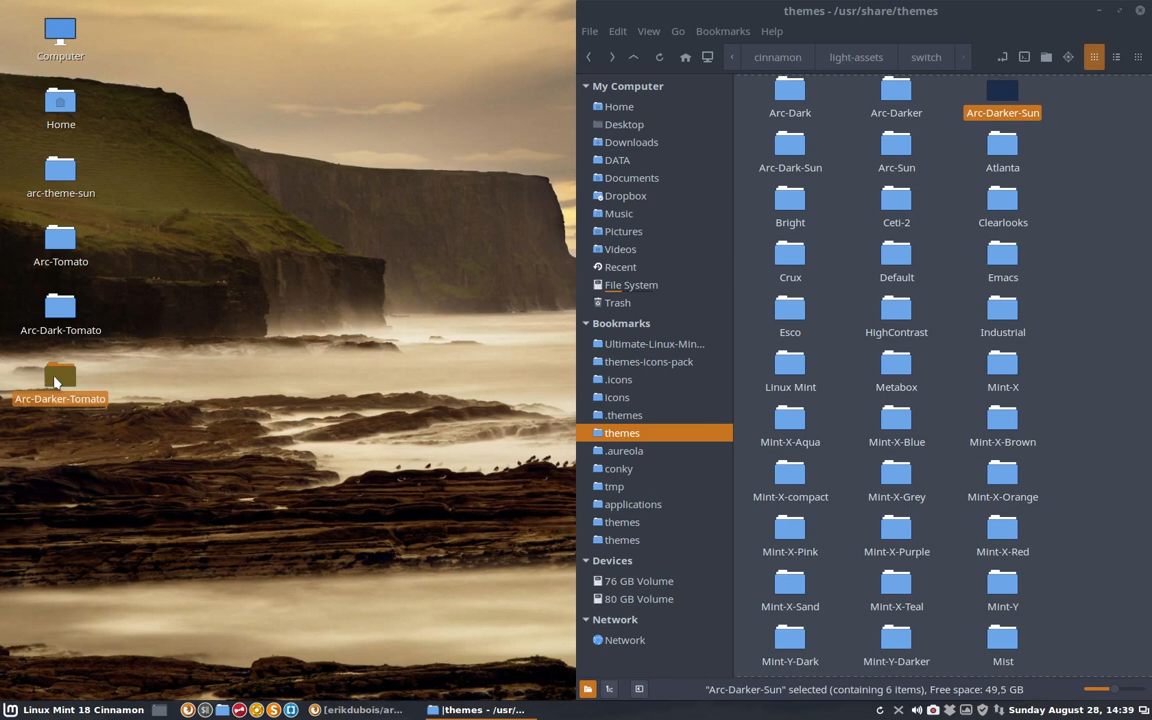 Computer
Home
arc-theme-sun
Arc-Tomato
Arc-Dark-Tomato
Arc-Darker-Tomato
themes - /usr/share/themes
File Edit View Go Bookmarks Help
cinnamon light-assets switch
My Computer
Home
Desktop
Downloads
DATA
Documents
Dropbox
Music
Pictures
Videos
Recent
File System
Trash
Bookmarks
Ultimate-Linux-Min...
themes-icons-pack
.icons
icons
.themes
themes
.aureola
conky
tmp
applications
themes
themes
Devices
76 GB Volume
80 GB Volume
Network
Network
Arc-Dark Arc-Darker Arc-Darker-Sun
Arc-Dark-Sun Arc-Sun Atlanta
Bright Ceti-2 Clearlooks
Crux Default Emacs
Esco HighContrast Industrial
Linux Mint Metabox Mint-X
Mint-X-Aqua Mint-X-Blue Mint-X-Brown
Mint-X-compact Mint-X-Grey Mint-X-Orange
Mint-X-Pink Mint-X-Purple Mint-X-Red
Mint-X-Sand Mint-X-Teal Mint-Y
Mint-Y-Dark Mint-Y-Darker Mist
"Arc-Darker-Sun" selected (containing 6 items), Free space: 49,5 GB
Linux Mint 18 Cinnamon [erikdubois/ar... |themes - /usr/... Sunday August 28, 14:39